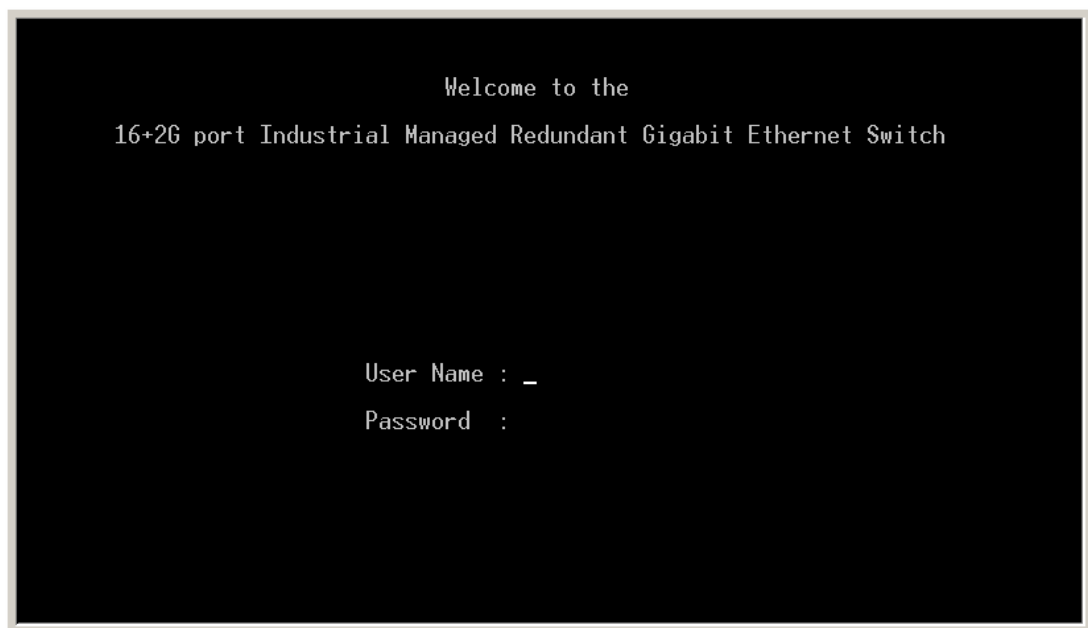 Welcome to the
16+2G port Industrial Managed Redundant Gigabit Ethernet Switch
User Name : _
Password  :